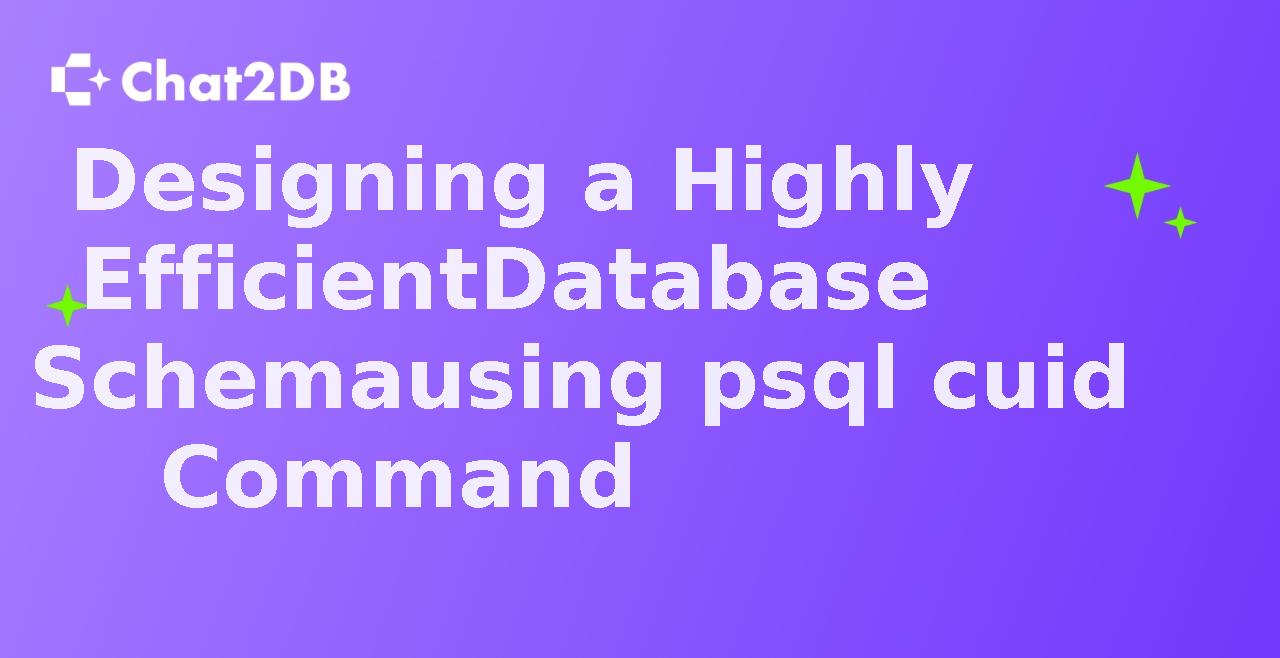 Chat2DB
Designing a Highly
EfficientDatabase
Schemausing psql cuid
Command